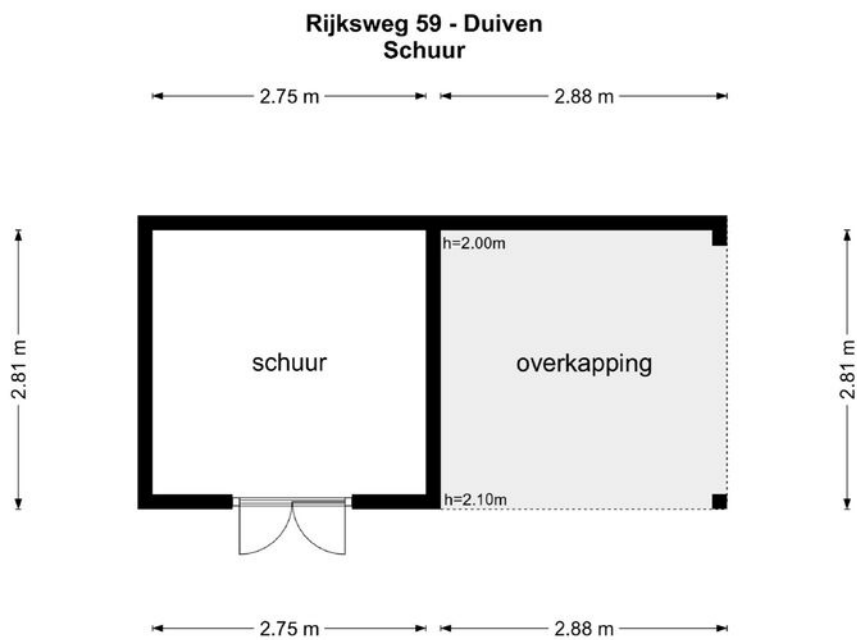 Rijksweg 59 - Duiven
Schuur
2.75 m
2.88 m
h=2.00m
2.81 m
schuur
overkapping
2.81 m
h=2.10m
2.75 m
2.88 m